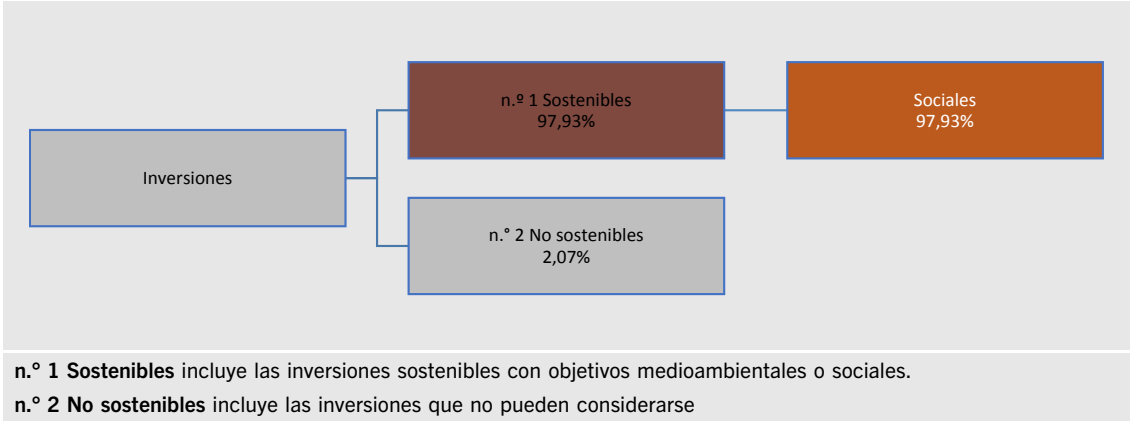 n.º 1 Sostenibles
97,93%
Sociales
97,93%
Inversiones
n.° 2 No sostenibles
2,07%
n.° 1 Sostenibles incluye las inversiones sostenibles con objetivos medioambientales o sociales.
n.° 2 No sostenibles incluye las inversiones que no pueden considerarse